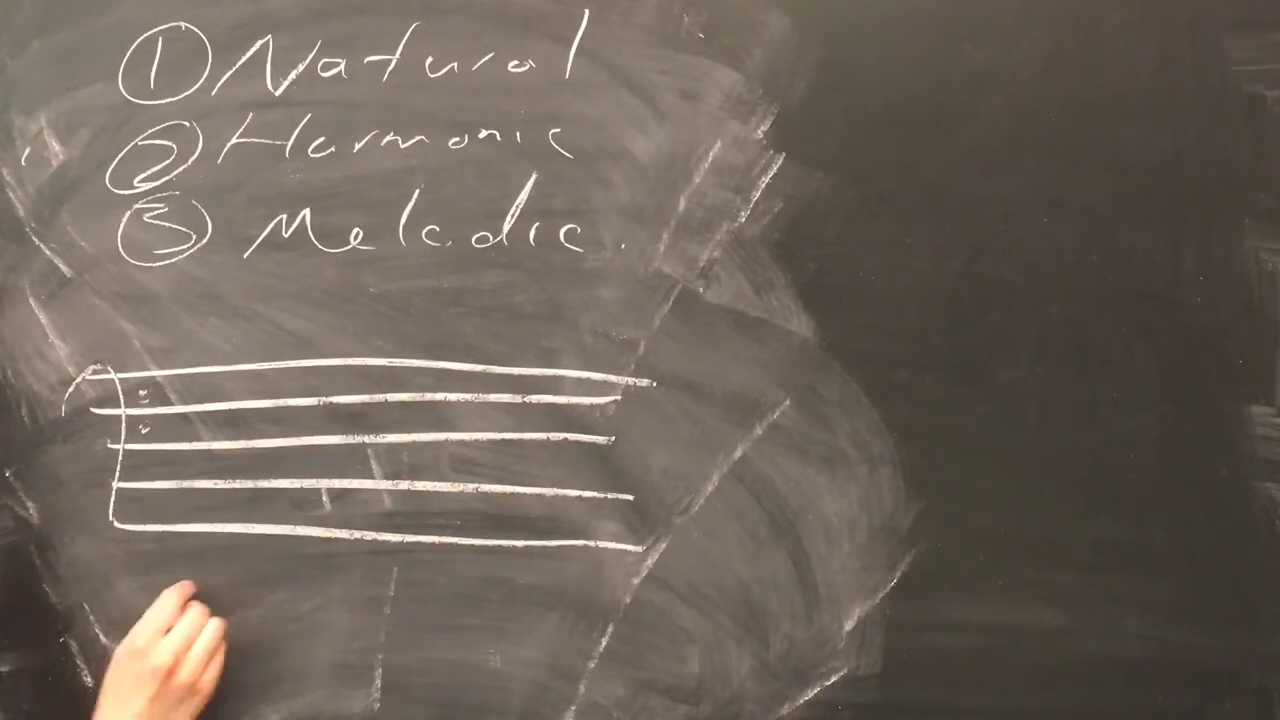 ① Natural
② Harmonic
③ Melodic.